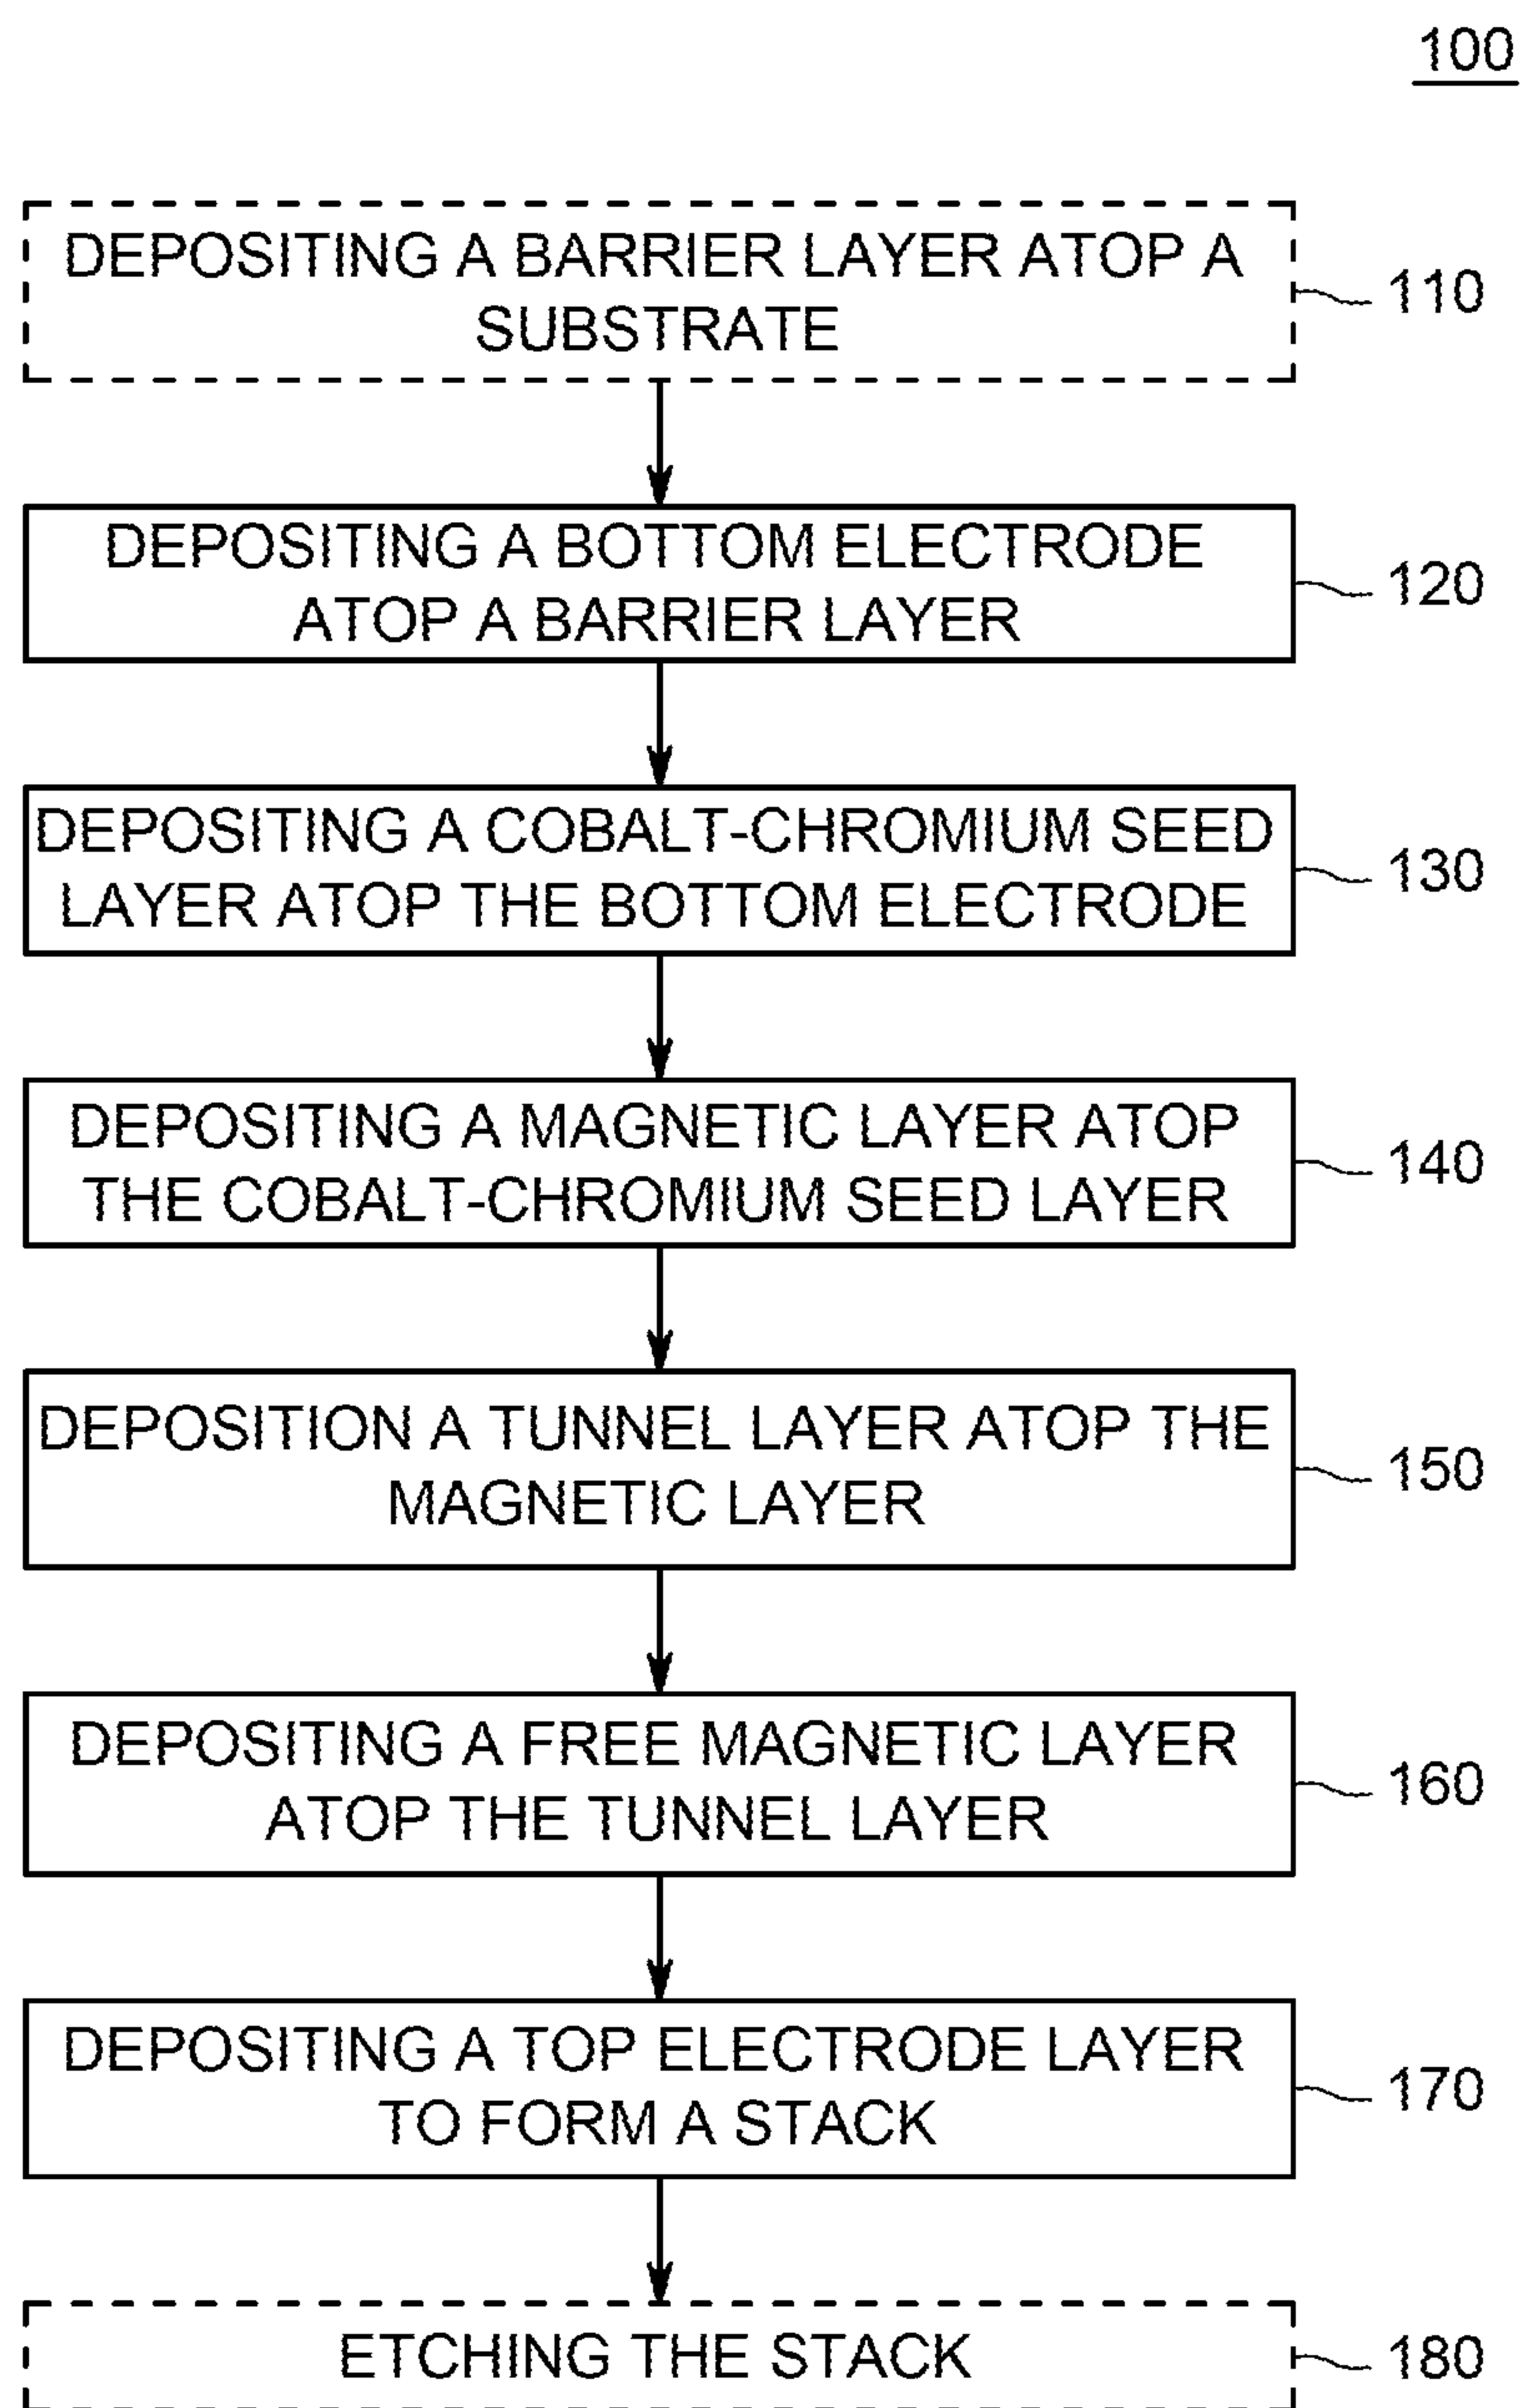 100
DEPOSITING A BARRIER LAYER ATOP A
SUBSTRATE
110
DEPOSITING A BOTTOM ELECTRODE
ATOP A BARRIER LAYER
120
DEPOSITING A COBALT-CHROMIUM SEED
LAYER ATOP THE BOTTOM ELECTRODE
130
DEPOSITING A MAGNETIC LAYER ATOP
THE COBALT-CHROMIUM SEED LAYER
140
DEPOSITION A TUNNEL LAYER ATOP THE
MAGNETIC LAYER
150
DEPOSITING A FREE MAGNETIC LAYER
ATOP THE TUNNEL LAYER
160
DEPOSITING A TOP ELECTRODE LAYER
TO FORM A STACK
170
ETCHING THE STACK
180